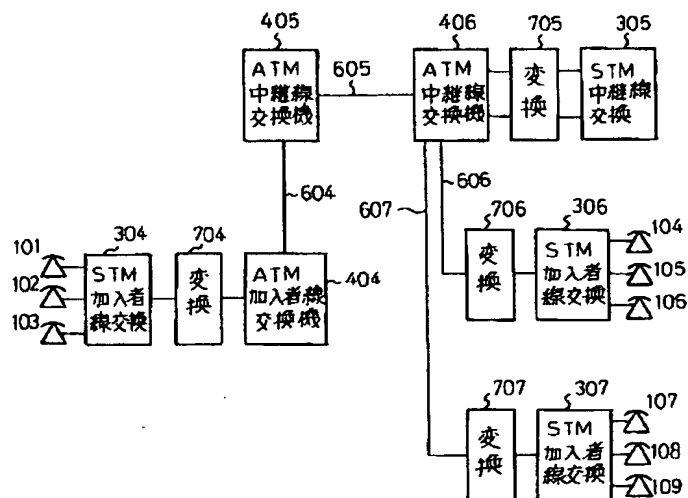 405
ATM
中継線
交換機
605
406
ATM
中継線
交換機
705
変
換
305
STM
中継線
交換
604
607
606
101
102
103
304
STM
加入者
線交換
704
変
換
ATM
加入者線
交換機
404
706
変
換
306
STM
加入者
線交換
104
105
106
707
変
換
307
STM
加入者
線交換
107
108
109